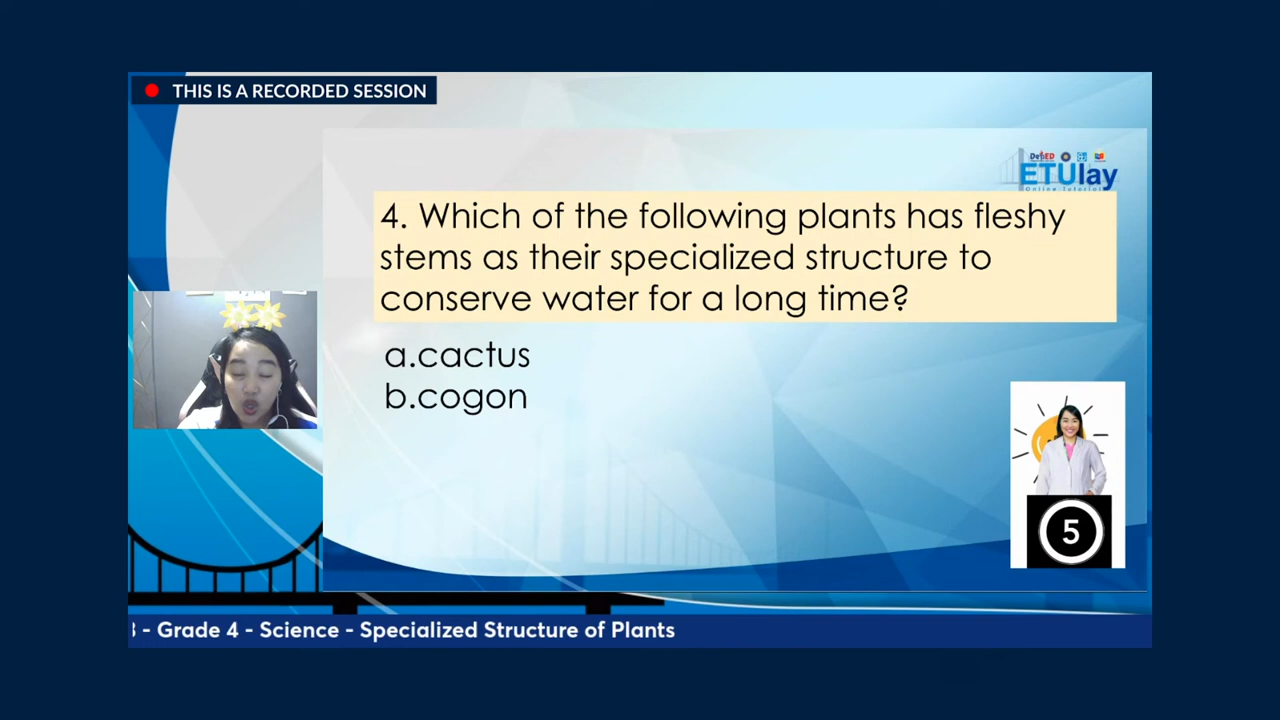 THIS IS A RECORDED SESSION
DepED
ETUlay
Online Tutorial
4. Which of the following plants has fleshy
stems as their specialized structure to
conserve water for a long time?
a.cactus
b.cogon
5
- Grade 4 - Science - Specialized Structure of Plants